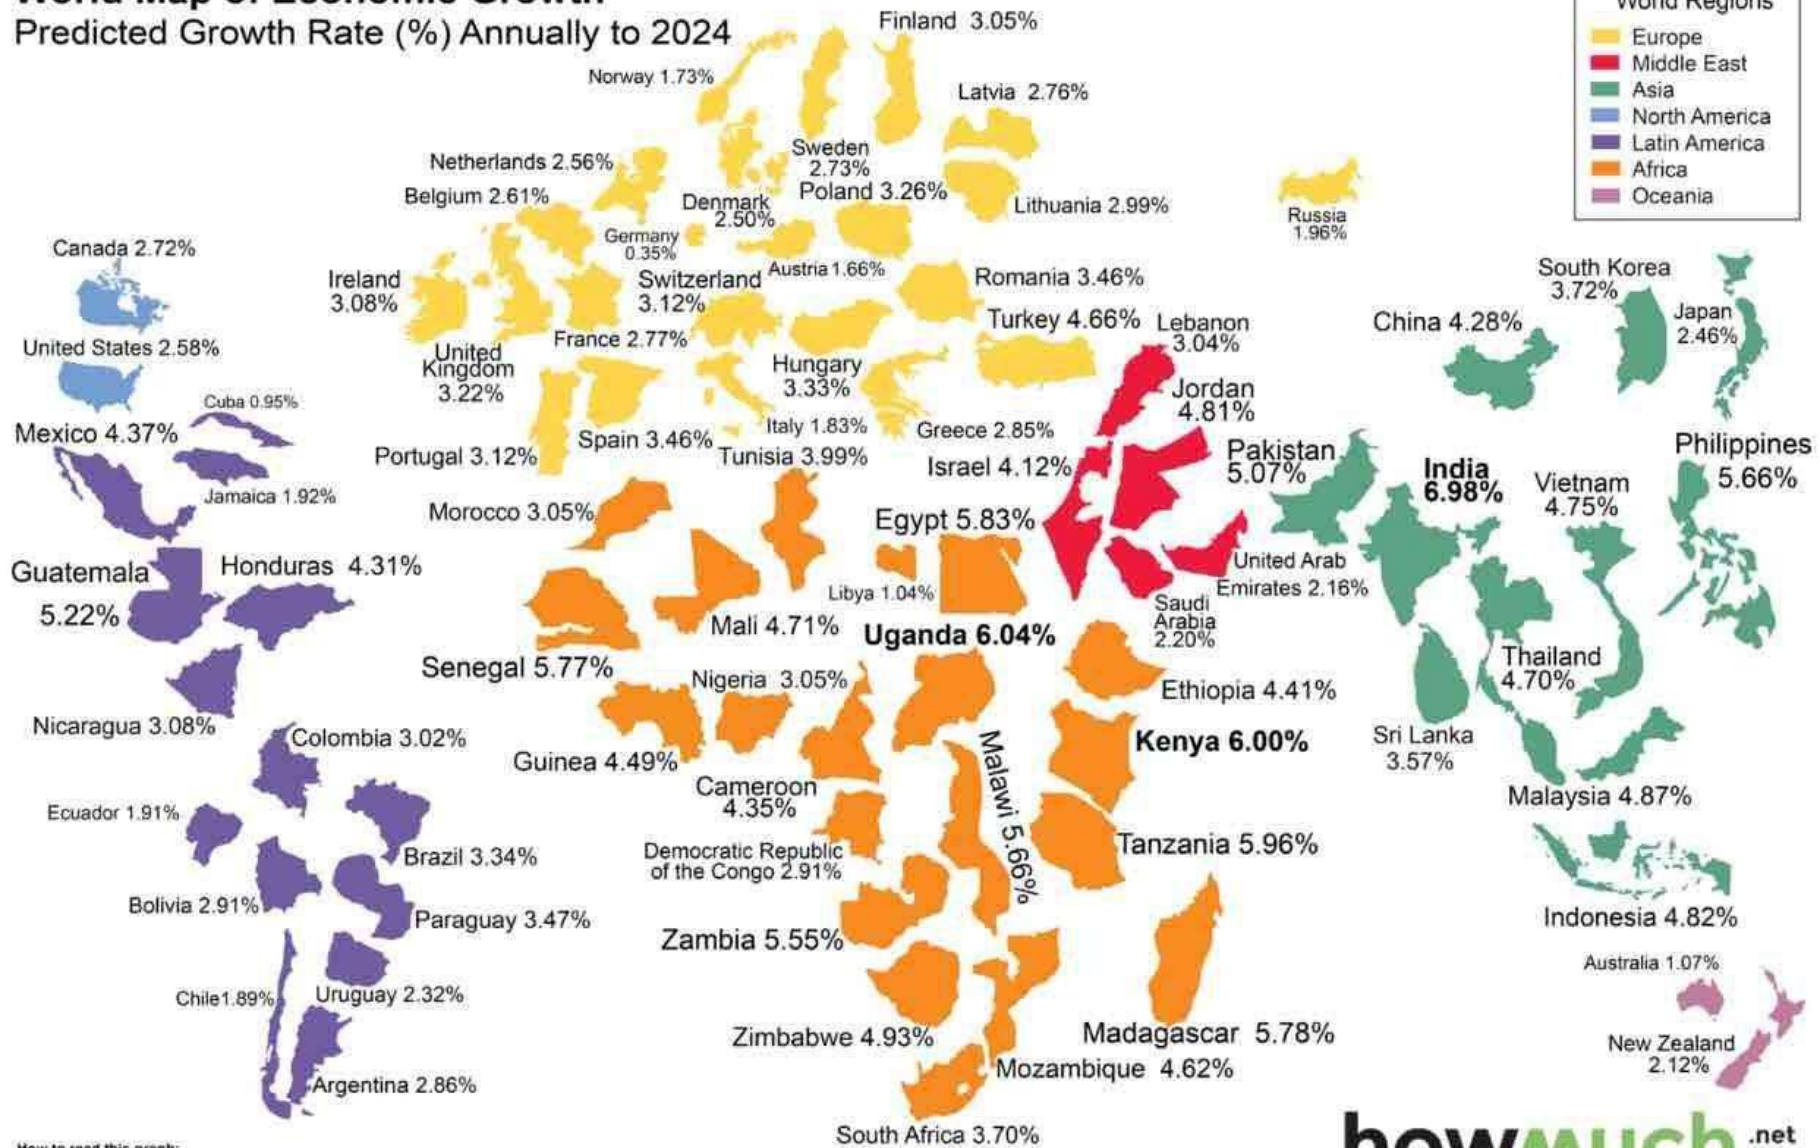 World Map of Economic Growth
Predicted Growth Rate (%) Annually to 2024
World Regions
Europe
Middle East
Asia
North America
Latin America
Africa
Oceania
Finland 3.05%
Norway 1.73%
Latvia 2.76%
Sweden
2.73%
Netherlands 2.56%
Belgium 2.61%
Denmark
2.50%
Poland 3.26%
Lithuania 2.99%
Russia
1.96%
Germany
0.35%
Austria 1.66%
Ireland
3.08%
Switzerland
3.12%
Romania 3.46%
France 2.77%
Turkey 4.66%
United
Kingdom
3.22%
Hungary
3.33%
Italy 1.83%
Greece 2.85%
Portugal 3.12%
Spain 3.46%
Canada 2.72%
United States 2.58%
Cuba 0.95%
Mexico 4.37%
Jamaica 1.92%
Guatemala
5.22%
Honduras 4.31%
Nicaragua 3.08%
Colombia 3.02%
Ecuador 1.91%
Brazil 3.34%
Bolivia 2.91%
Paraguay 3.47%
Chile1.89%
Uruguay 2.32%
Argentina 2.86%
Lebanon
3.04%
Jordan
4.81%
Israel 4.12%
United Arab
Emirates 2.16%
Saudi
Arabia
2.20%
Tunisia 3.99%
Morocco 3.05%
Egypt 5.83%
Libya 1.04%
Mali 4.71%
Uganda 6.04%
Senegal 5.77%
Nigeria 3.05%
Ethiopia 4.41%
Guinea 4.49%
Kenya 6.00%
Cameroon
4.35%
Malawi 5.66%
Democratic Republic
of the Congo 2.91%
Tanzania 5.96%
Zambia 5.55%
Zimbabwe 4.93%
Madagascar 5.78%
Mozambique 4.62%
South Africa 3.70%
South Korea
3.72%
China 4.28%
Japan
2.46%
Pakistan
5.07%
India
6.98%
Vietnam
4.75%
Philippines
5.66%
Thailand
4.70%
Sri Lanka
3.57%
Malaysia 4.87%
Indonesia 4.82%
Australia 1.07%
New Zealand
2.12%
How to read this graph:
howmuch.net